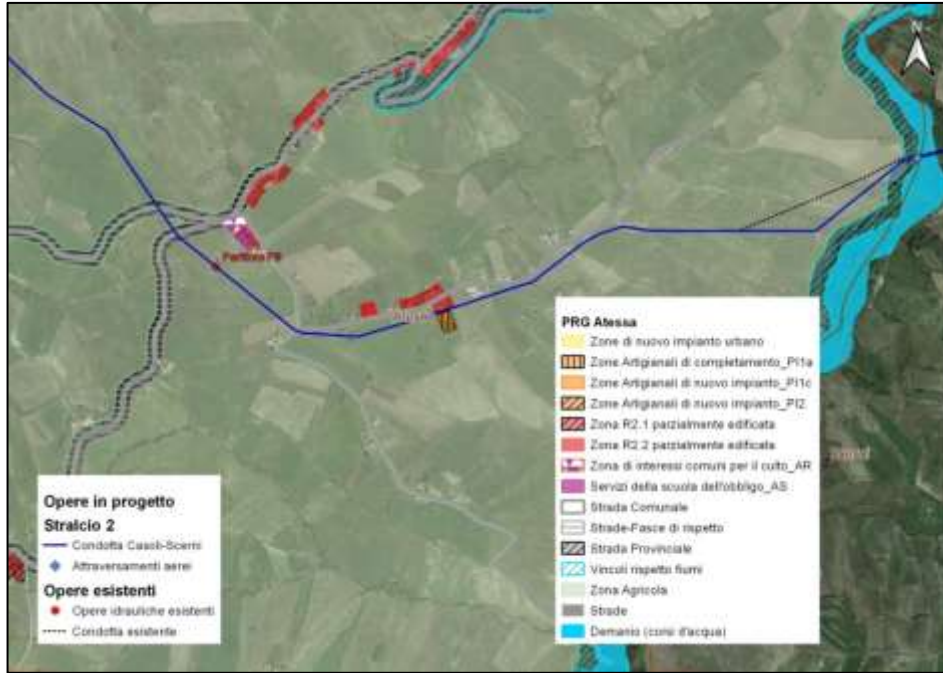 N
Partitore P9
PRG Atessa
Zone di nuovo impianto urbano
Zone Artigianali di completamento_PI1a
Zone Artigianali di nuovo impianto_PI1c
Zone Artigianali di nuovo impianto_PI2
Zona R2.1 parzialmente edificata
Zona R2.2 parzialmente edificata
Zona di interessi comuni per il culto_AR
Servizi della scuola dell'obbligo_AS
Strada Comunale
Strade-Fasce di rispetto
Strada Provinciale
Vincoli rispetto fiumi
Zona Agricola
Strade
Demanio (corsi d'acqua)
Opere in progetto
Stralcio 2
Condotta Casoli-Scerni
Attraversamenti aerei
Opere esistenti
Opere idrauliche esistenti
Condotta esistente